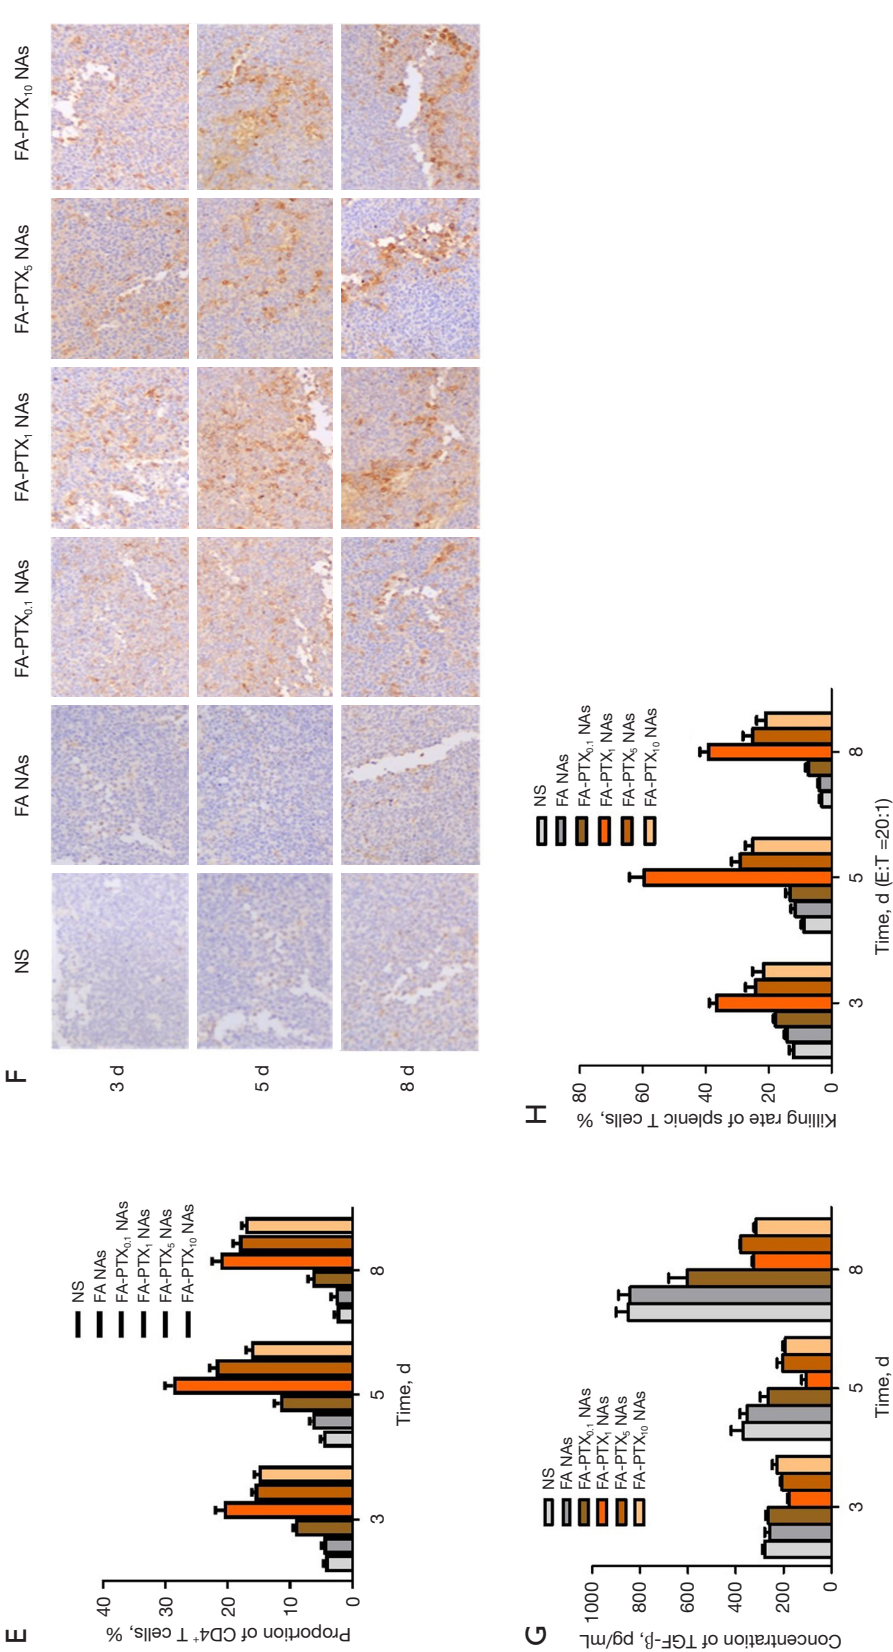 E
Proportion of CD4+ T cells, %
40
30
20
10
0
3
5
8
Time, d
NS
FA NAs
FA-PTX0.1 NAs
FA-PTX1 NAs
FA-PTX5 NAs
FA-PTX10 NAs
F
NS
FA NAs
FA-PTX0.1 NAs
FA-PTX1 NAs
FA-PTX5 NAs
FA-PTX10 NAs
3 d
5 d
8 d
G
Concentration of TGF-β, pg/mL
1000
800
600
400
200
0
3
5
8
Time, d
NS
FA NAs
FA-PTX0.1 NAs
FA-PTX1 NAs
FA-PTX5 NAs
FA-PTX10 NAs
H
Killing rate of splenic T cells, %
80
60
40
20
0
3
5
8
Time, d (E:T =20:1)
NS
FA NAs
FA-PTX0.1 NAs
FA-PTX1 NAs
FA-PTX5 NAs
FA-PTX10 NAs